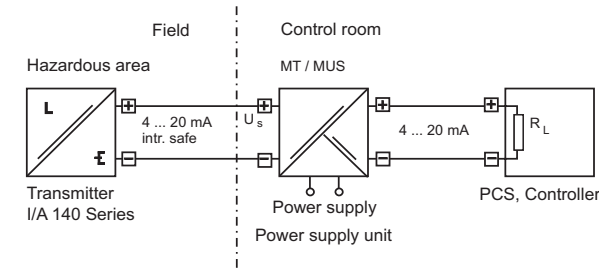 Field
Control room
Hazardous area
MT / MUS
L
+
4 ... 20 mA
intr. safe
U s
+
+
4 ... 20 mA
+
R L
-
-
-
-
Transmitter
I/A 140 Series
Power supply
Power supply unit
PCS, Controller